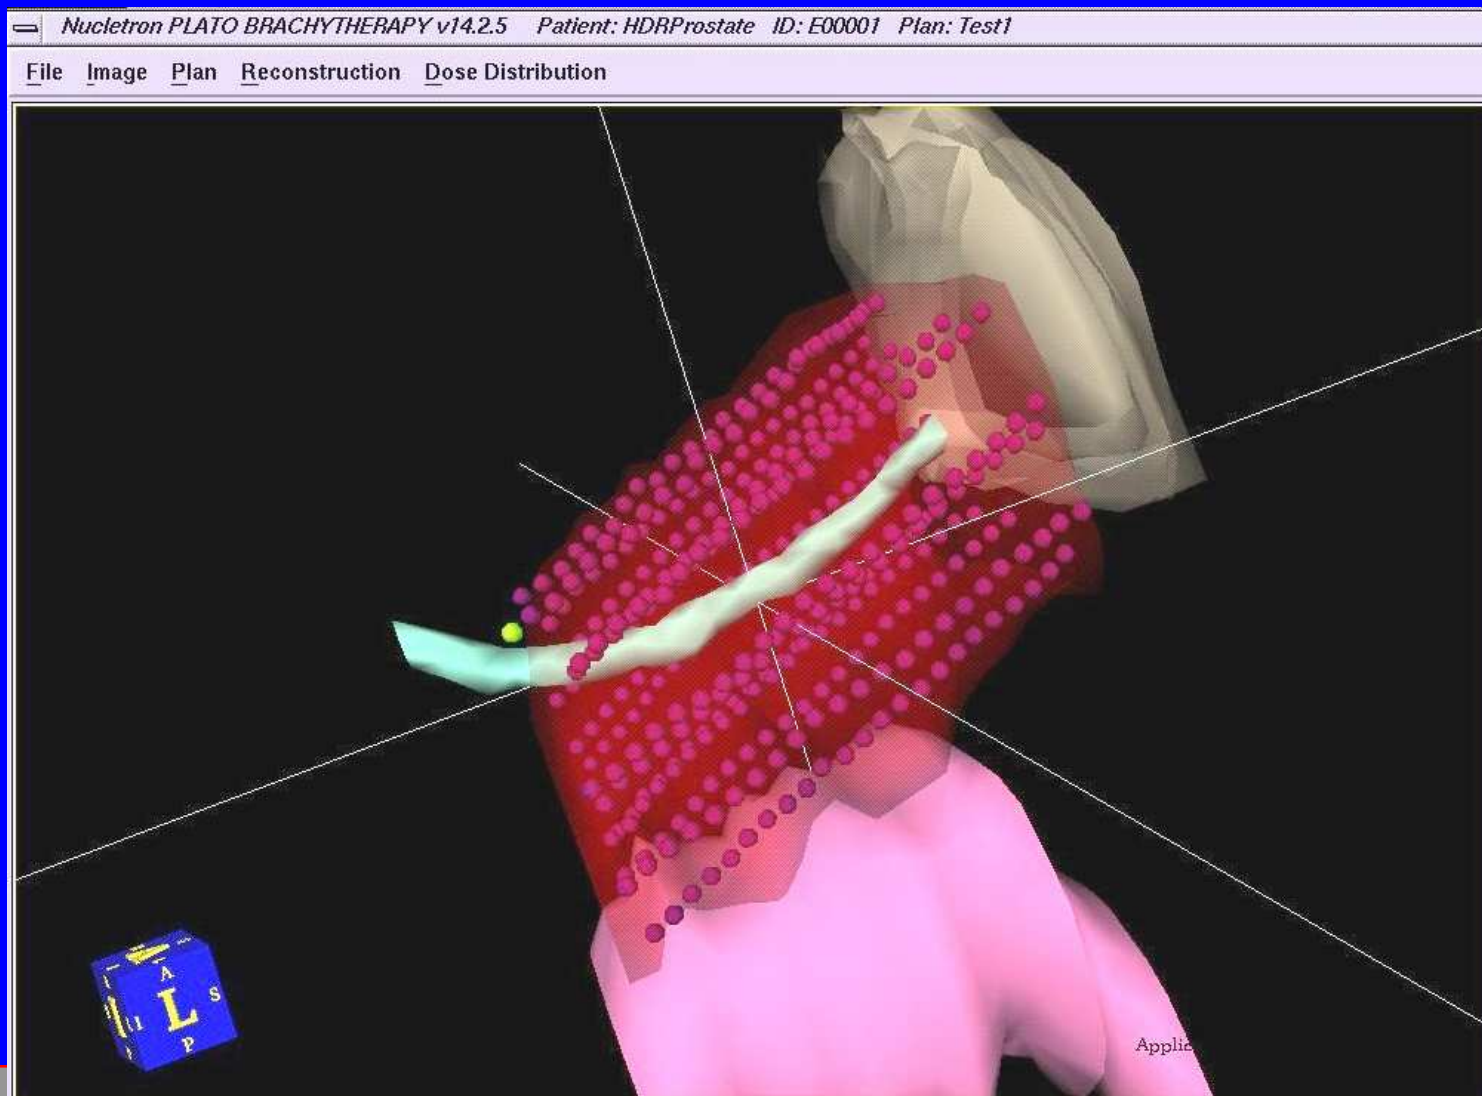 Nucletron PLATO BRACHYTHERAPY v14.2.5 Patient: HDRProstate ID: E00001 Plan: Test1
File Image Plan Reconstruction Dose Distribution
A
L S
P